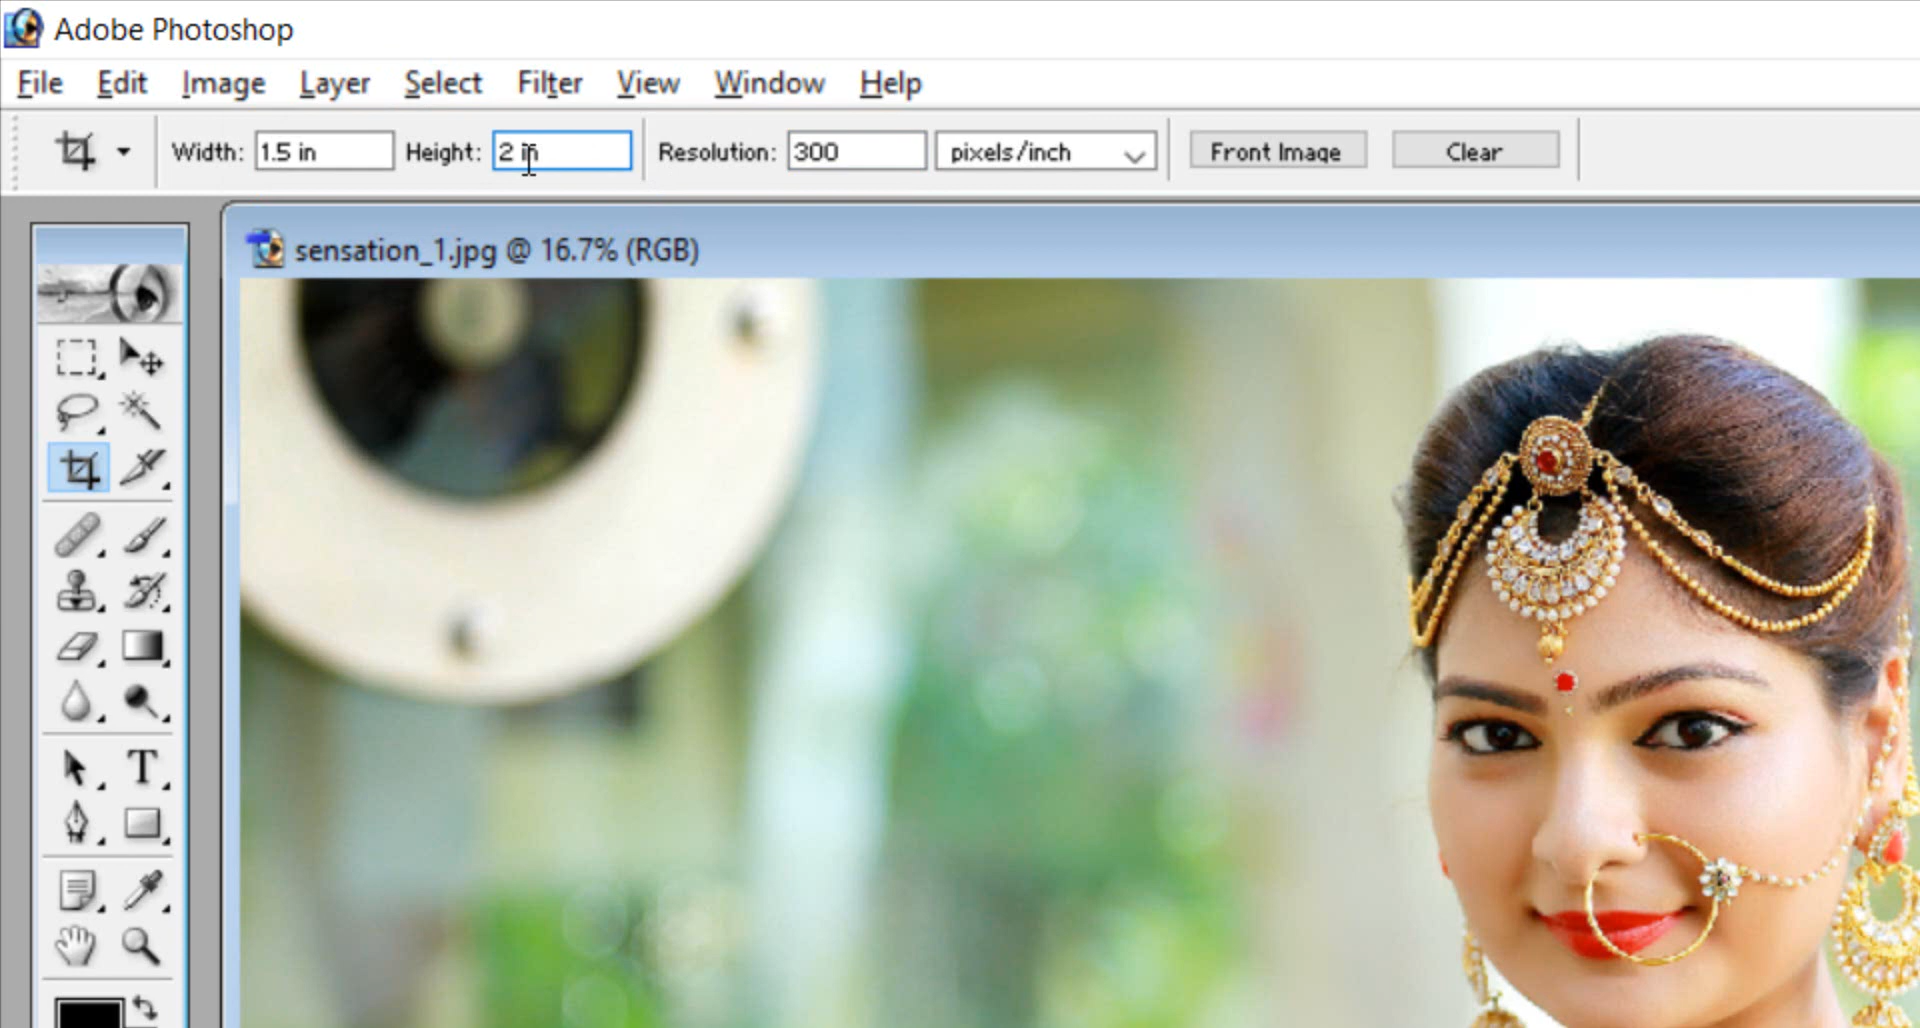 Adobe Photoshop
File Edit Image Layer Select Filter View Window Help
Width: 1.5 in Height: 2 in Resolution: 300 pixels/inch Front Image Clear
sensation_1.jpg @ 16.7% (RGB)
T